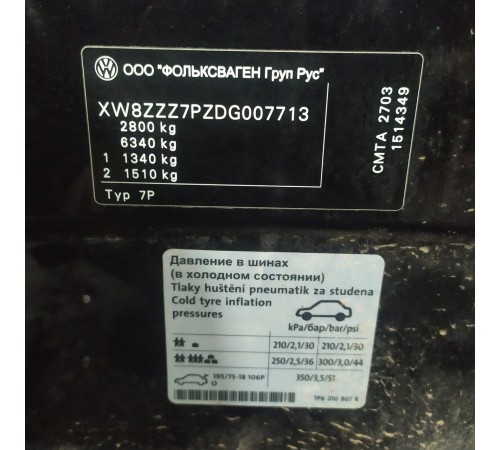 ООО "ФОЛЬКСВАГЕН Груп Рус"
XW8ZZZ7PZDG007713
2800 kg
6340 kg
1 1340 kg
2 1510 kg
Typ 7P
CMTA 2703
1514349
Давление в шинах
(в холодном состоянии)
Tlaky huštění pneumatik za studena
Cold tyre inflation
pressures
kPa/бар/bar/psi
210/2,1/30 210/2,1/30
250/2,5/36 300/3,0/44
195/75-18 106P 350/3,5/51
7P6 010 807 R